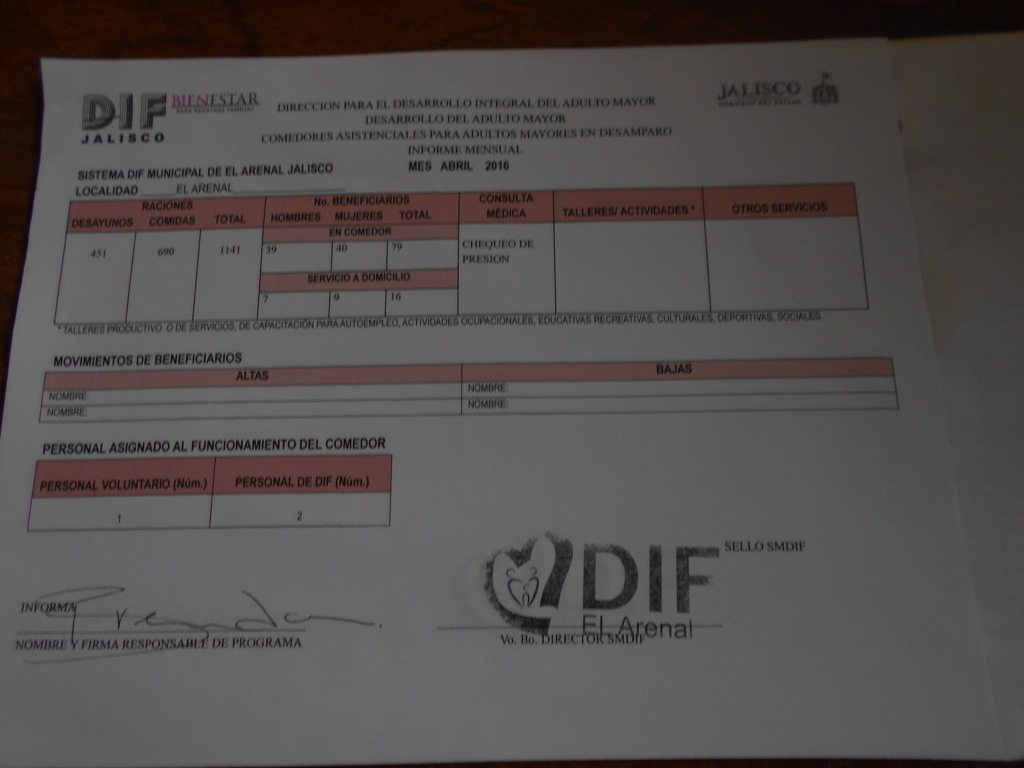 DIF BIENESTAR
JALISCO
JALISCO
GOBIERNO DEL ESTADO
DIRECCION PARA EL DESARROLLO INTEGRAL DEL ADULTO MAYOR
DESARROLLO DEL ADULTO MAYOR
COMEDORES ASISTENCIALES PARA ADULTOS MAYORES EN DESAMPARO
INFORME MENSUAL
SISTEMA DIF MUNICIPAL DE EL ARENAL JALISCO MES ABRIL 2016
LOCALIDAD EL ARENAL
RACIONES No. BENEFICIARIOS CONSULTA MÉDICA TALLERES/ ACTIVIDADES * OTROS SERVICIOS
DESAYUNOS COMIDAS TOTAL HOMBRES MUJERES TOTAL
EN COMEDOR
451 690 1141 39 40 79 CHEQUEO DE PRESION
SERVICIO A DOMICILIO
7 9 16
* TALLERES PRODUCTIVO O DE SERVICIOS, DE CAPACITACIÓN PARA AUTOEMPLEO, ACTIVIDADES OCUPACIONALES, EDUCATIVAS RECREATIVAS, CULTURALES, DEPORTIVAS, SOCIALES.
MOVIMIENTOS DE BENEFICIARIOS
ALTAS BAJAS
NOMBRE: NOMBRE:
NOMBRE: NOMBRE:
PERSONAL ASIGNADO AL FUNCIONAMIENTO DEL COMEDOR
PERSONAL VOLUNTARIO (Núm.) PERSONAL DE DIF (Núm.)
1 2
SELLO SMDIF
DIF
El Arenal
INFORMA
NOMBRE Y FIRMA RESPONSABLE DE PROGRAMA
Vo. Bo. DIRECTOR SMDIF